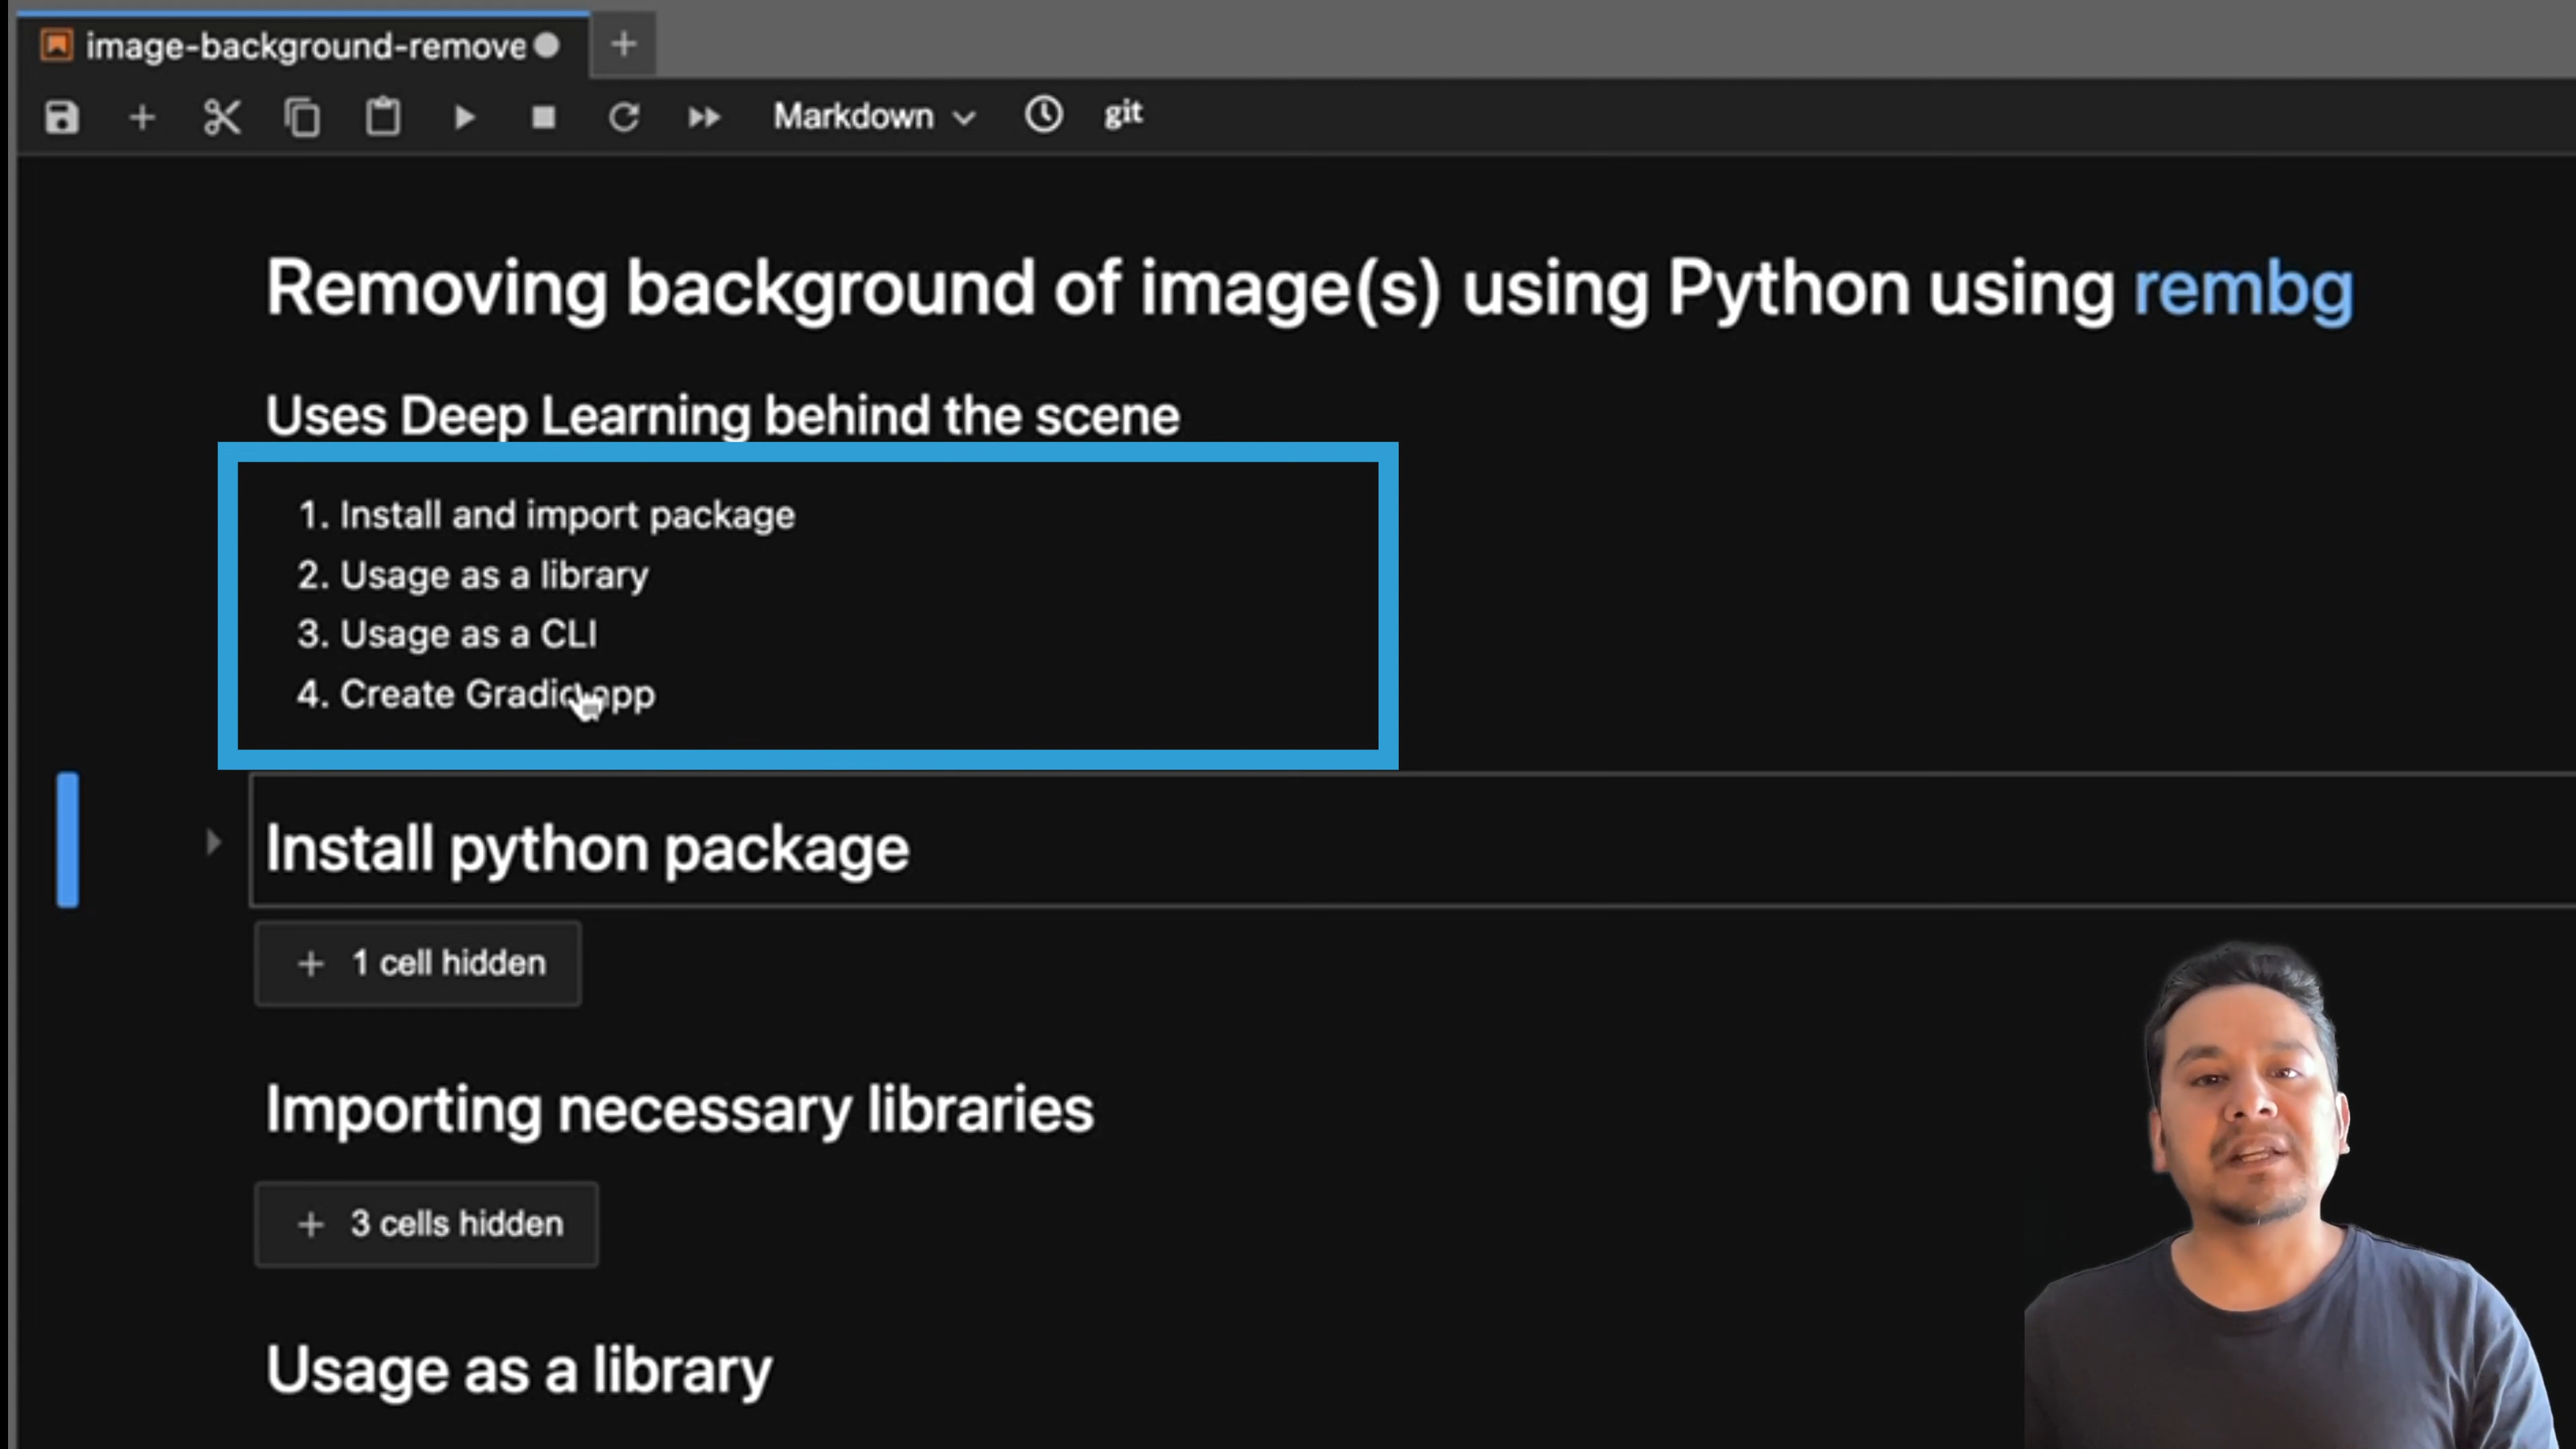 image-background-remove
Markdown
git
Removing background of image(s) using Python using rembg
Uses Deep Learning behind the scene
1. Install and import package
2. Usage as a library
3. Usage as a CLI
4. Create Gradio app
Install python package
+ 1 cell hidden
Importing necessary libraries
+ 3 cells hidden
Usage as a library